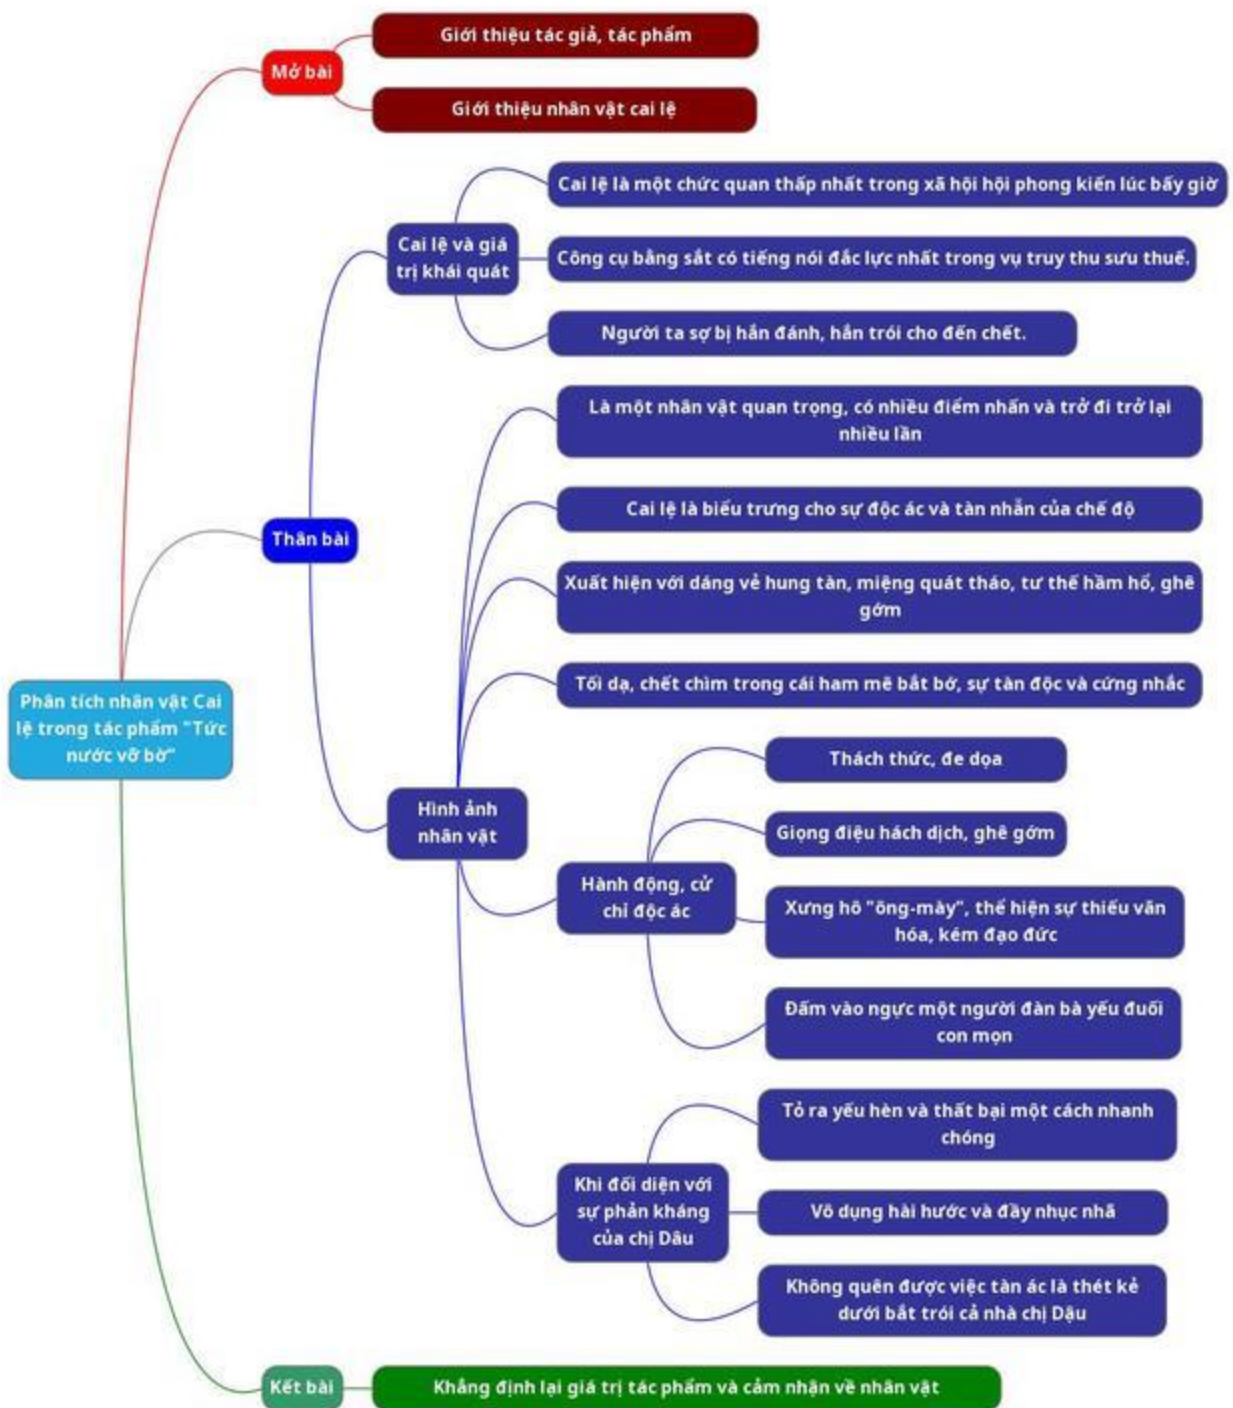 Giới thiệu tác giả, tác phẩm
Mở bài
Giới thiệu nhân vật cai lệ
Cai lệ là một chức quan thấp nhất trong xã hội hội phong kiến lúc bấy giờ
Cai lệ và giá
trị khái quát
Công cụ bằng sắt có tiếng nói đắc lực nhất trong vụ truy thu sưu thuế.
Người ta sợ bị hắn đánh, hắn trói cho đến chết.
Là một nhân vật quan trọng, có nhiều điểm nhấn và trở đi trở lại
nhiều lần
Cai lệ là biểu trưng cho sự độc ác và tàn nhẫn của chế độ
Thân bài
Xuất hiện với dáng vẻ hung tàn, miệng quát tháo, tư thế hầm hổ, ghê
gớm
Tối dạ, chết chìm trong cái ham mê bắt bớ, sự tàn độc và cứng nhắc
Phân tích nhân vật Cai
lệ trong tác phẩm "Tức
nước vỡ bờ"
Hình ảnh
nhân vật
Thách thức, đe dọa
Giọng điệu hách dịch, ghê gớm
Hành động, cử
chỉ độc ác
Xưng hô "ông-mày", thể hiện sự thiếu văn
hóa, kém đạo đức
Đấm vào ngực một người đàn bà yếu đuối
con mọn
Tỏ ra yếu hèn và thất bại một cách nhanh
chóng
Khi đối diện với
sự phản kháng
của chị Dâu
Vô dụng hài hước và đầy nhục nhã
Không quên được việc tàn ác là thét kẻ
dưới bắt trói cả nhà chị Dậu
Kết bài
Khẳng định lại giá trị tác phẩm và cảm nhận về nhân vật